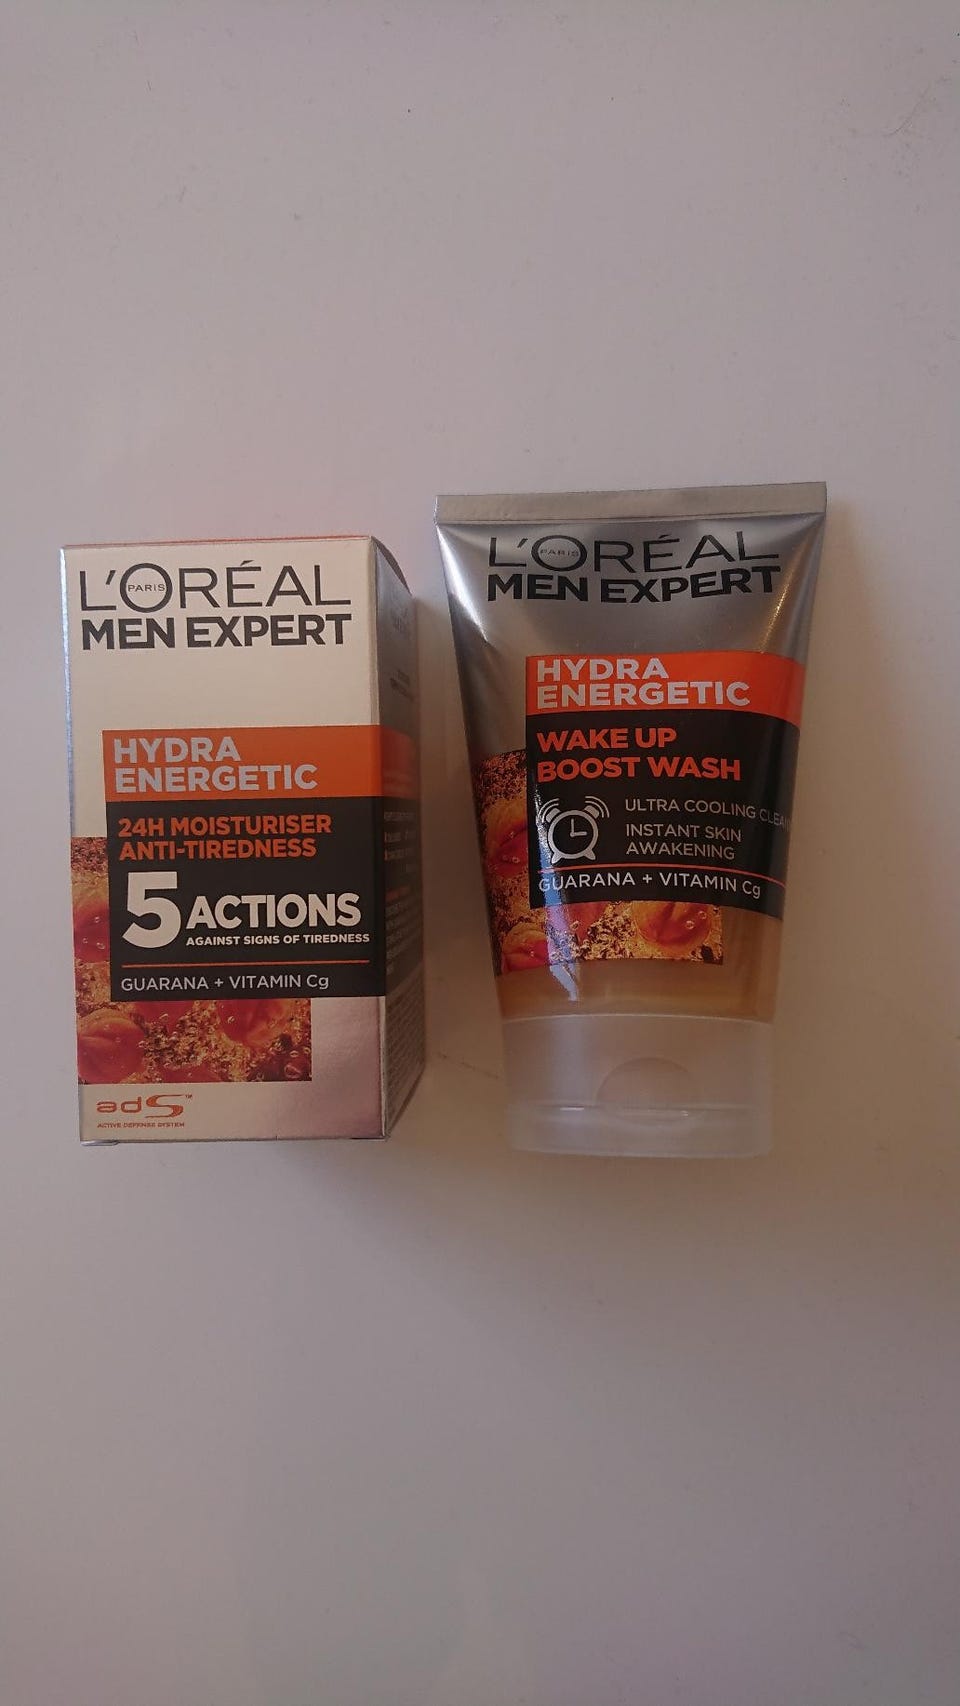 L'ORÉAL
PARIS
MEN EXPERT
HYDRA
ENERGETIC
24H MOISTURISER
ANTI-TIREDNESS
5 ACTIONS
AGAINST SIGNS OF TIREDNESS
GUARANA + VITAMIN Cg
adS™
ACTIVE DEFENSE SYSTEM
L'ORÉAL
PARIS
MEN EXPERT
HYDRA
ENERGETIC
WAKE UP
BOOST WASH
ULTRA COOLING
INSTANT SKIN
AWAKENING
GUARANA + VITAMIN Cg